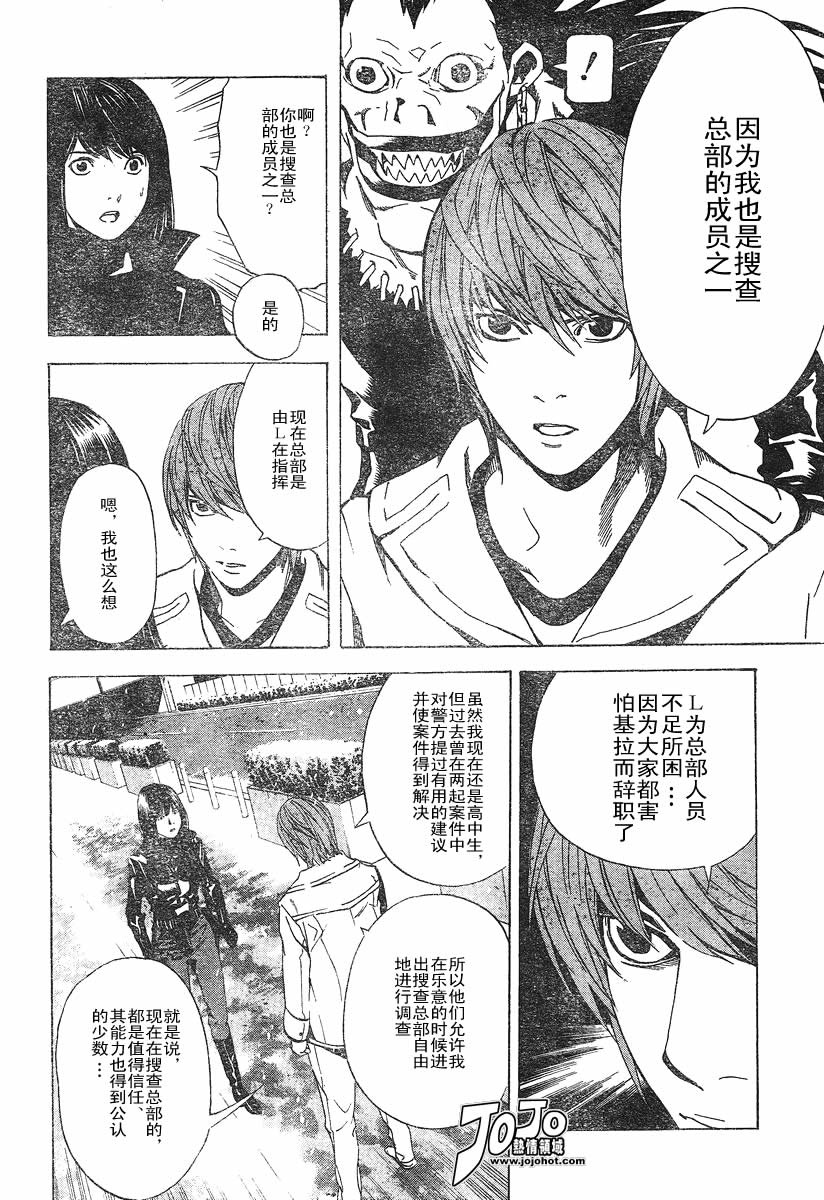 因为我也是搜查
总部的成员之一
!
啊?
你也是搜查总
部的成员之一?
是的
现在总部是
由L在指挥
嗯,我也这么想
L为总部人员
不足所困…
因为大家都害
怕基拉而辞职了
虽然我现在还是高中生,
但过去曾在两起案件中
对警方提过有用的建议
并使案件得到解决
所以他们允许我
在乐意的时候进
出搜查总部自由
地进行调查
就是说,
现在在搜查总部的,
都是值得信任、
其能力也得到公认
的少数…
JOJO
熱情領域
www.jojohot.com